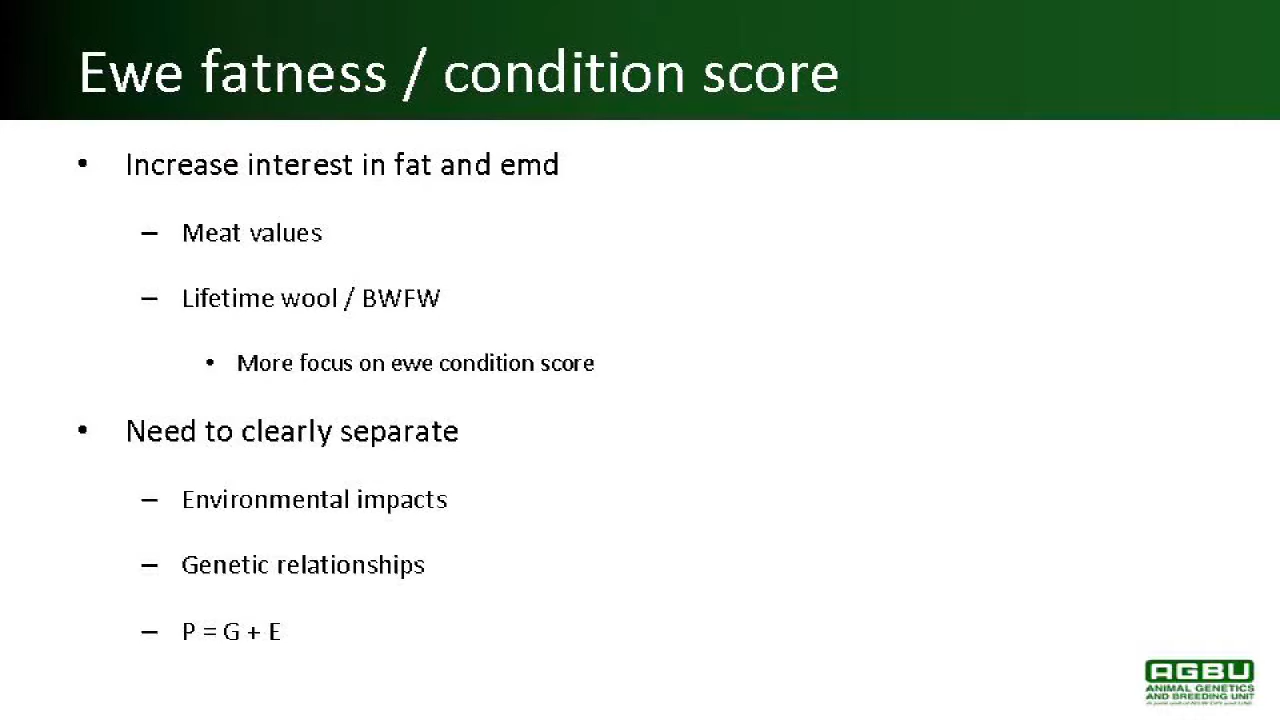 Ewe fatness / condition score
• Increase interest in fat and emd
– Meat values
– Lifetime wool / BWFW
• More focus on ewe condition score
• Need to clearly separate
– Environmental impacts
– Genetic relationships
– P = G + E
AGBU
ANIMAL GENETICS
AND BREEDING UNIT